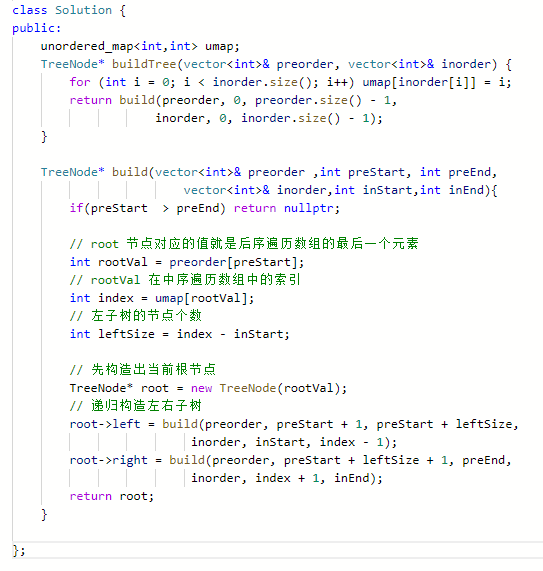 class Solution {
public:
    unordered_map<int,int> umap;
    TreeNode* buildTree(vector<int>& preorder, vector<int>& inorder) {
        for (int i = 0; i < inorder.size(); i++) umap[inorder[i]] = i;
        return build(preorder, 0, preorder.size() - 1,
                    inorder, 0, inorder.size() - 1);
    }
    TreeNode* build(vector<int>& preorder ,int preStart, int preEnd,
                        vector<int>& inorder,int inStart,int inEnd){
        if(preStart  > preEnd) return nullptr;
        // root 节点对应的值就是后序遍历数组的最后一个元素
        int rootVal = preorder[preStart];
        // rootVal 在中序遍历数组中的索引
        int index = umap[rootVal];
        // 左子树的节点个数
        int leftSize = index - inStart;
        // 先构造出当前根节点
        TreeNode* root = new TreeNode(rootVal);
        // 递归构造左右子树
        root->left = build(preorder, preStart + 1, preStart + leftSize,
                         inorder, inStart, index - 1);
        root->right = build(preorder, preStart + leftSize + 1, preEnd,
                         inorder, index + 1, inEnd);
        return root;
    }
};